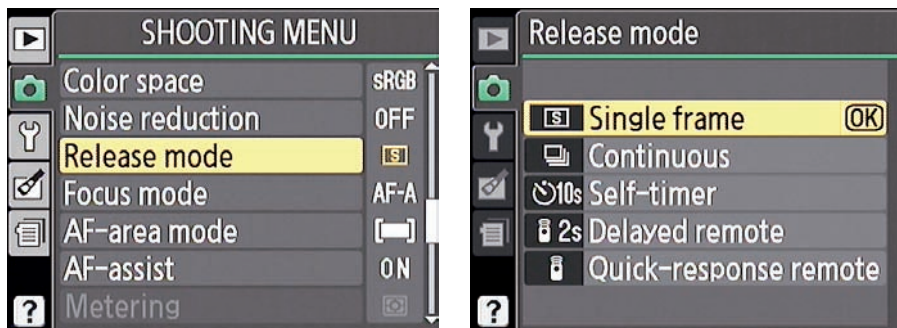 SHOOTING MENU
Color space sRGB
Noise reduction OFF
Release mode S
Focus mode AF-A
AF-area mode [ ]
AF-assist ON
Metering
?
Release mode
S Single frame OK
Continuous
10s Self-timer
2s Delayed remote
Quick-response remote
?